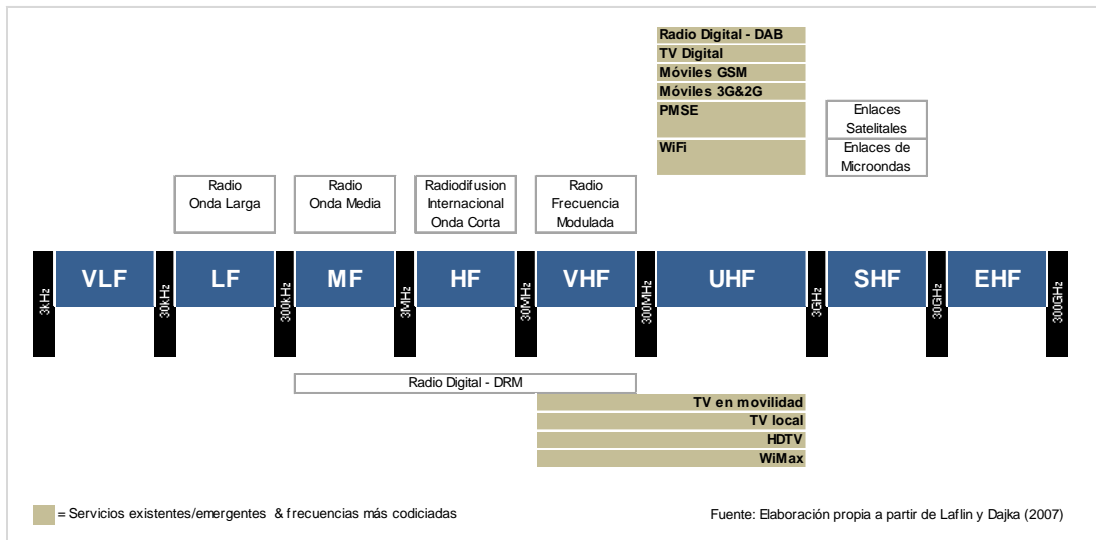 Radio Digital - DAB
TV Digital
Móviles GSM
Móviles 3G&2G
PMSE
WiFi
Enlaces
Satelitales
Enlaces de
Microondas
Radio
Onda Larga
Radio
Onda Media
Radiodifusion
Internacional
Onda Corta
Radio
Frecuencia
Modulada
3kHz
VLF
30kHz
LF
300kHz
MF
3MHz
HF
30MHz
VHF
300MHz
UHF
3GHz
SHF
30GHz
EHF
300GHz
Radio Digital - DRM
TV en movilidad
TV local
HDTV
WiMax
= Servicios existentes/emergentes & frecuencias más codiciadas
Fuente: Elaboración propia a partir de Laflin y Dajka (2007)